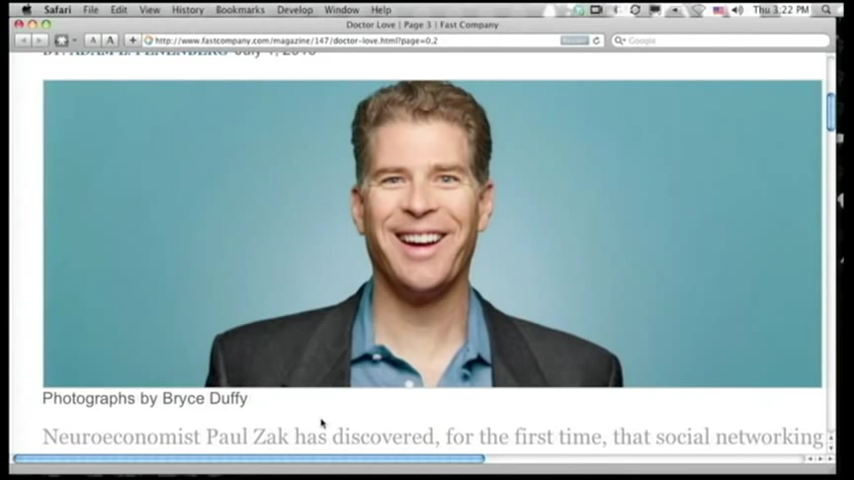 Safari File Edit View History Bookmarks Develop Window Help Thu 3:22 PM
Doctor Love | Page 3 | Fast Company
A A + http://www.fastcompany.com/magazine/147/doctor-love.html?page=0,2 Google
Photographs by Bryce Duffy
Neuroeconomist Paul Zak has discovered, for the first time, that social networking